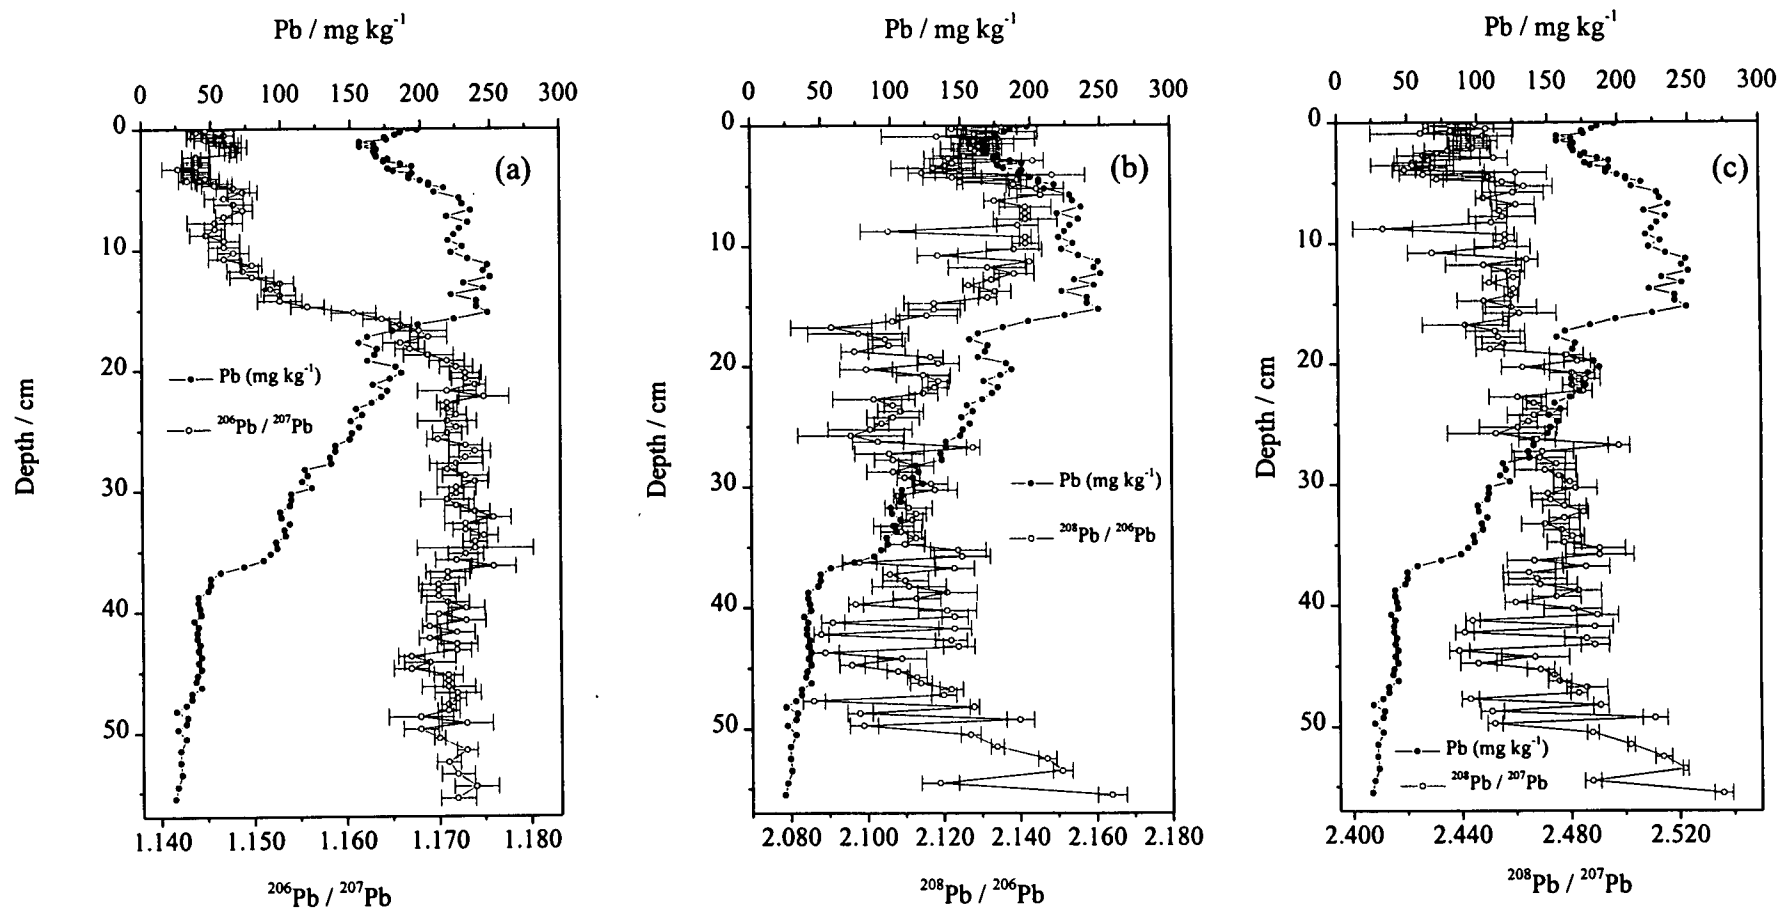 Pb / mg kg⁻¹
0 50 100 150 200 250 300
(a)
0
10
20
30
40
50
Depth / cm
Pb (mg kg⁻¹)
²⁰⁶Pb / ²⁰⁷Pb
1.140 1.150 1.160 1.170 1.180
²⁰⁶Pb / ²⁰⁷Pb
Pb / mg kg⁻¹
0 50 100 150 200 250 300
(b)
0
10
20
30
40
50
Depth / cm
Pb (mg kg⁻¹)
²⁰⁸Pb / ²⁰⁶Pb
2.080 2.100 2.120 2.140 2.160 2.180
²⁰⁸Pb / ²⁰⁶Pb
Pb / mg kg⁻¹
0 50 100 150 200 250 300
(c)
0
10
20
30
40
50
Depth / cm
Pb (mg kg⁻¹)
²⁰⁸Pb / ²⁰⁷Pb
2.400 2.440 2.480 2.520
²⁰⁸Pb / ²⁰⁷Pb